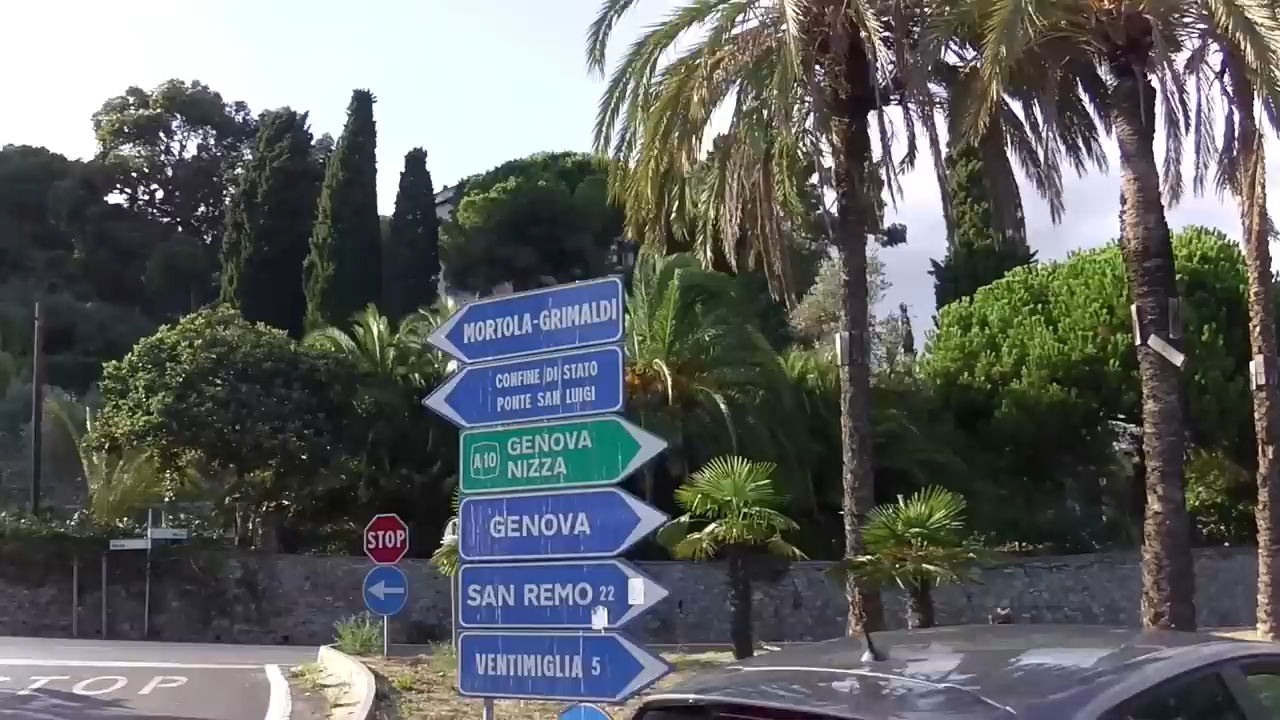 MORTOLA-GRIMALDI
CONFINE DI STATO
PONTE SAN LUIGI
A10 GENOVA
NIZZA
GENOVA
STOP
SAN REMO 22
VENTIMIGLIA 5
STOP